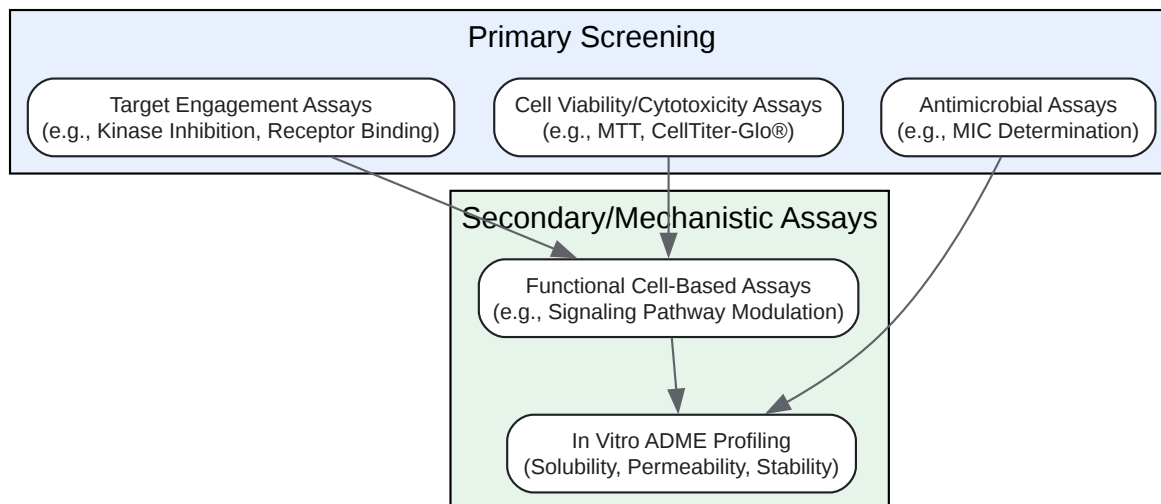 Primary Screening
Target Engagement Assays
(e.g., Kinase Inhibition, Receptor Binding)
Cell Viability/Cytotoxicity Assays
(e.g., MTT, CellTiter-Glo®)
Antimicrobial Assays
(e.g., MIC Determination)
Secondary/Mechanistic Assays
Functional Cell-Based Assays
(e.g., Signaling Pathway Modulation)
In Vitro ADME Profiling
(Solubility, Permeability, Stability)